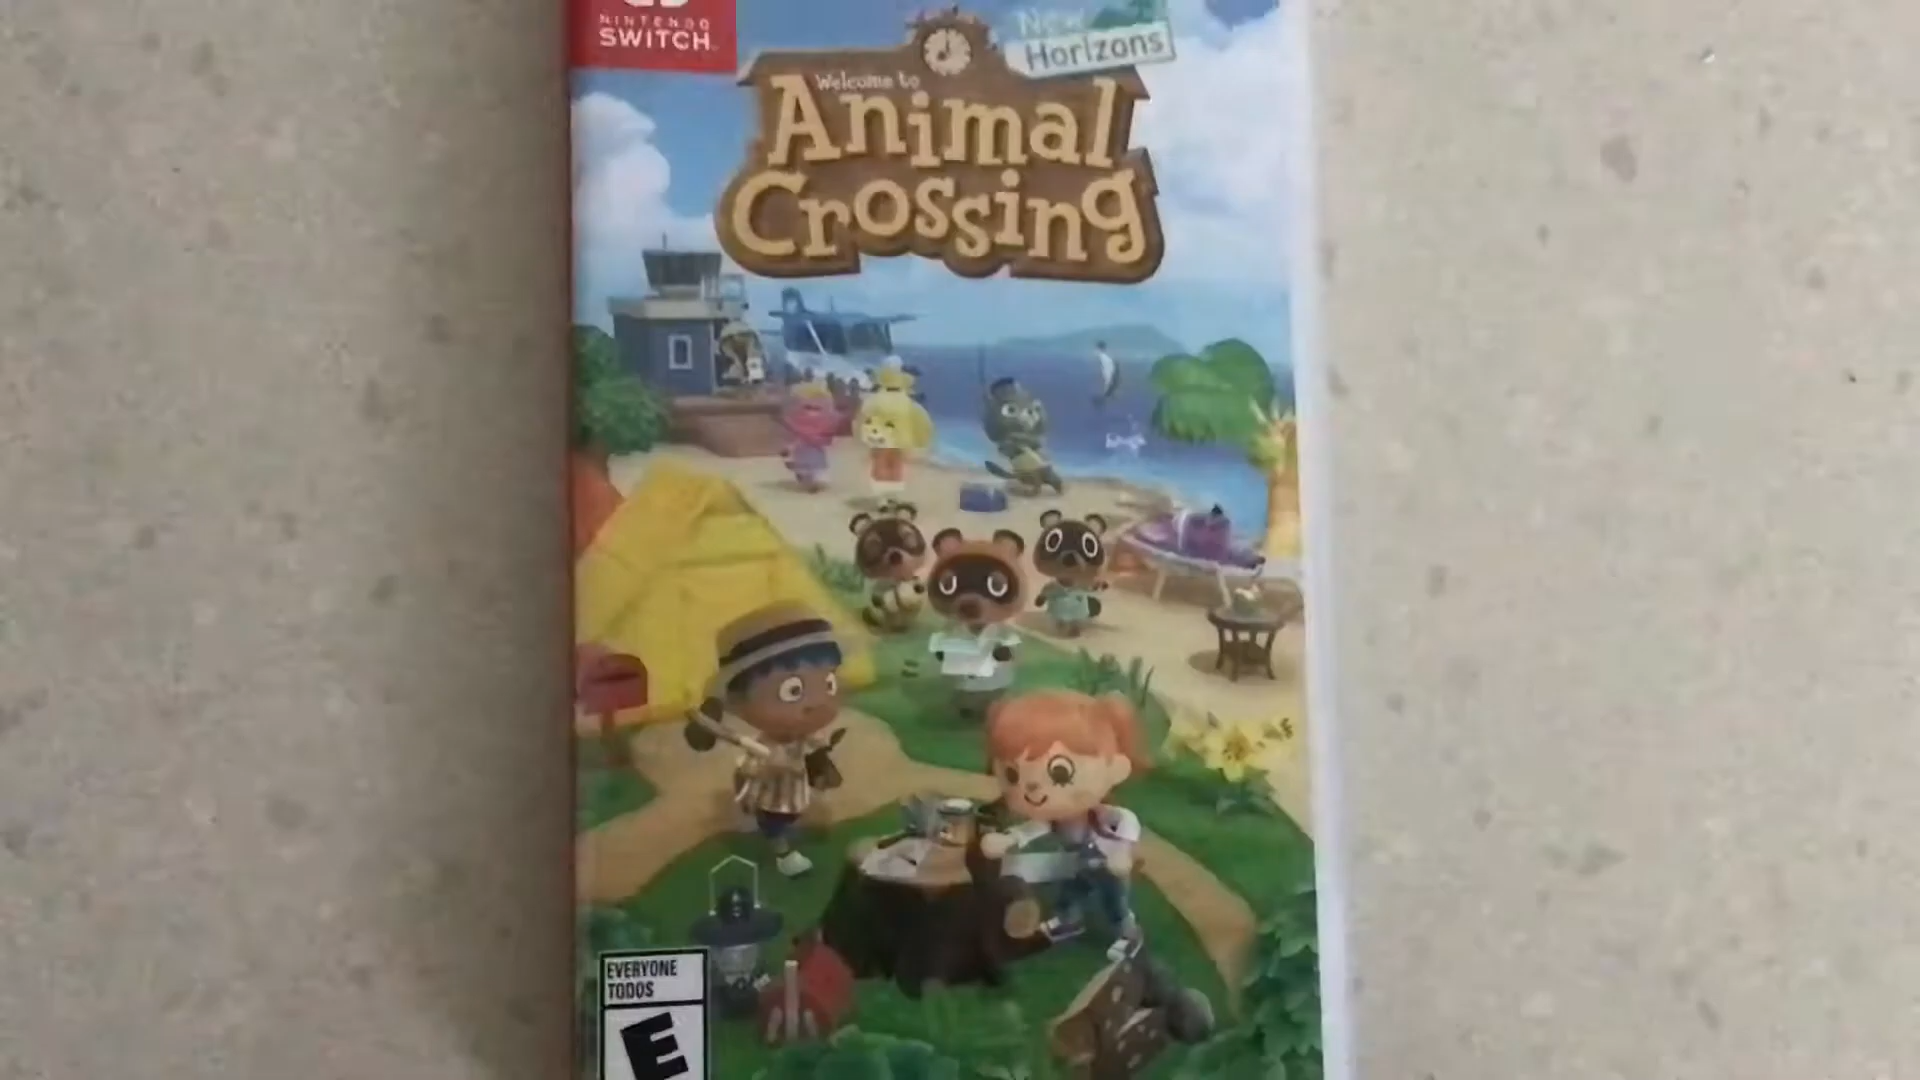 NINTENDO
SWITCH
New
Horizons
Welcome to
Animal
Crossing
EVERYONE
TODOS
E